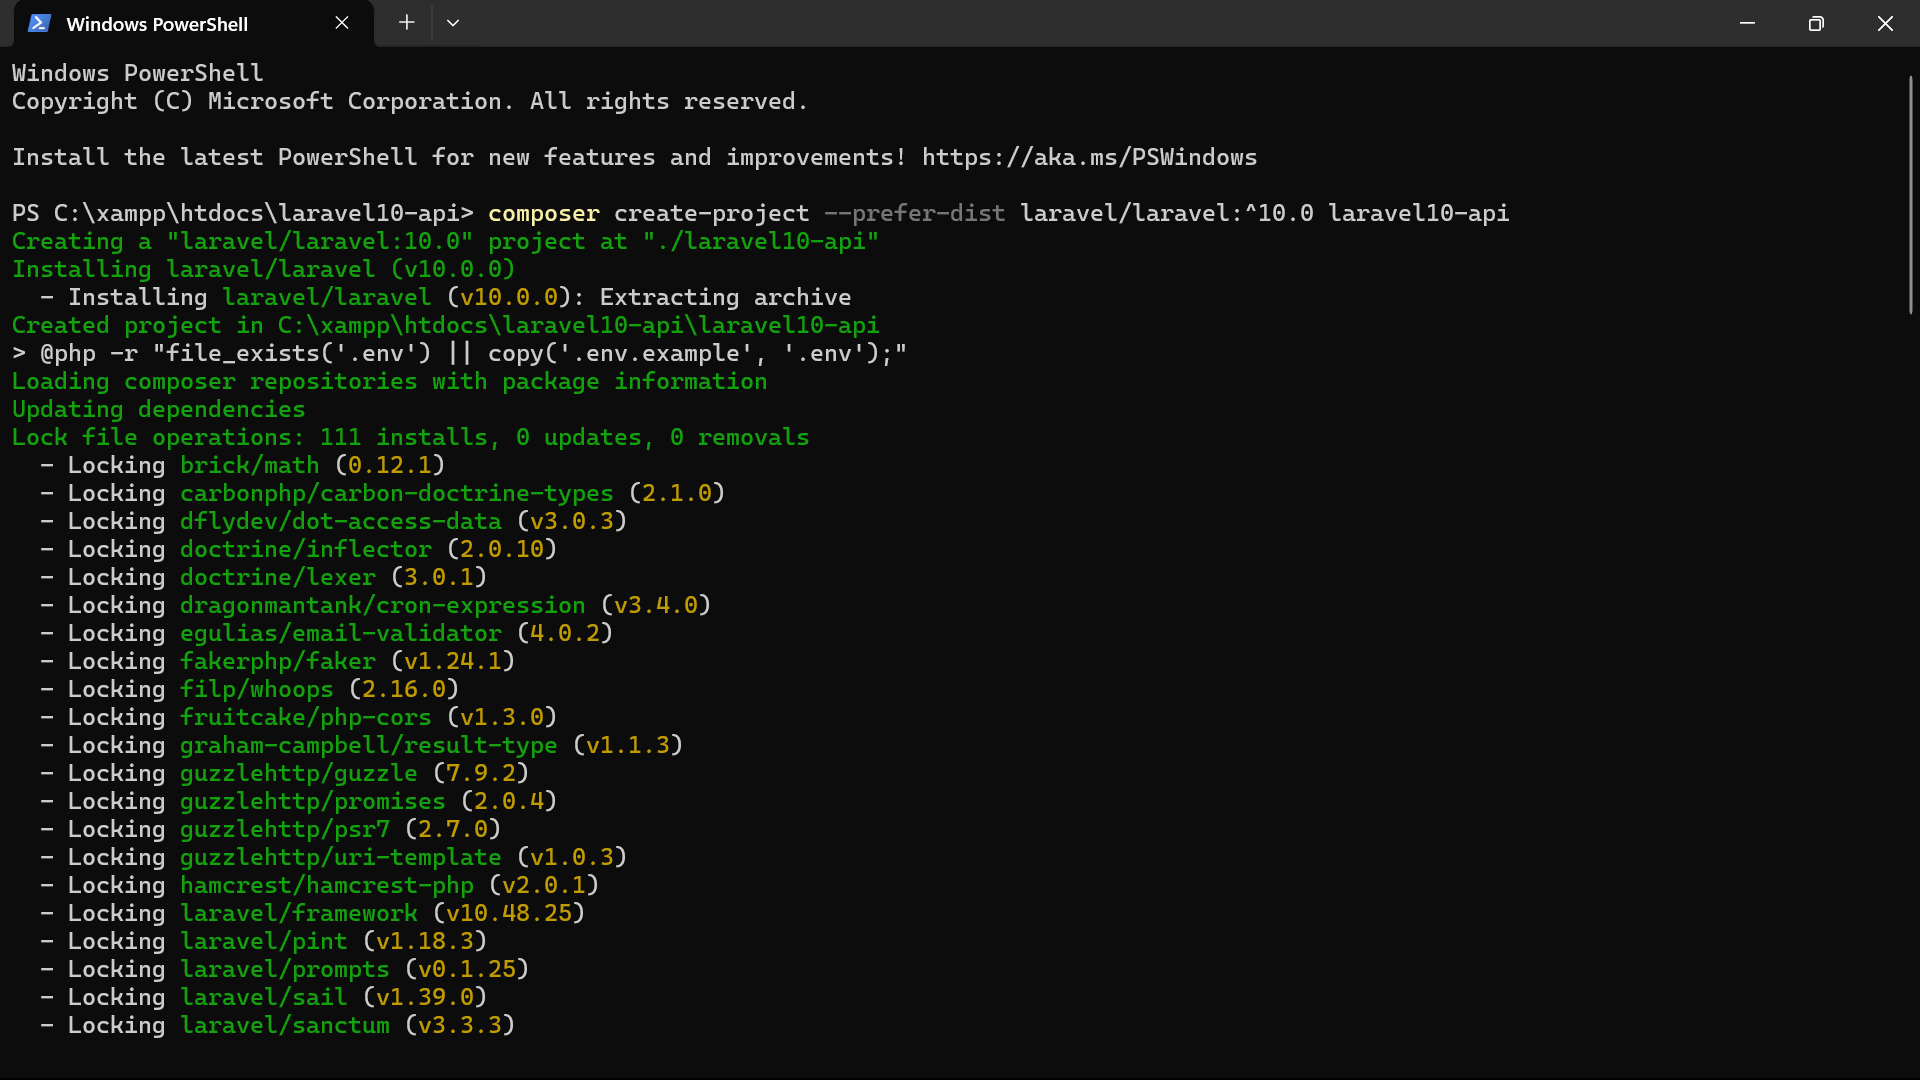 Windows PowerShell
Windows PowerShell
Copyright (C) Microsoft Corporation. All rights reserved.
Install the latest PowerShell for new features and improvements! https://aka.ms/PSWindows
PS C:\xampp\htdocs\laravel10-api> composer create-project --prefer-dist laravel/laravel:^10.0 laravel10-api
Creating a "laravel/laravel:10.0" project at "./laravel10-api"
Installing laravel/laravel (v10.0.0)
- Installing laravel/laravel (v10.0.0): Extracting archive
Created project in C:\xampp\htdocs\laravel10-api\laravel10-api
> @php -r "file_exists('.env') || copy('.env.example', '.env');"
Loading composer repositories with package information
Updating dependencies
Lock file operations: 111 installs, 0 updates, 0 removals
- Locking brick/math (0.12.1)
- Locking carbonphp/carbon-doctrine-types (2.1.0)
- Locking dflydev/dot-access-data (v3.0.3)
- Locking doctrine/inflector (2.0.10)
- Locking doctrine/lexer (3.0.1)
- Locking dragonmantank/cron-expression (v3.4.0)
- Locking egulias/email-validator (4.0.2)
- Locking fakerphp/faker (v1.24.1)
- Locking filp/whoops (2.16.0)
- Locking fruitcake/php-cors (v1.3.0)
- Locking graham-campbell/result-type (v1.1.3)
- Locking guzzlehttp/guzzle (7.9.2)
- Locking guzzlehttp/promises (2.0.4)
- Locking guzzlehttp/psr7 (2.7.0)
- Locking guzzlehttp/uri-template (v1.0.3)
- Locking hamcrest/hamcrest-php (v2.0.1)
- Locking laravel/framework (v10.48.25)
- Locking laravel/pint (v1.18.3)
- Locking laravel/prompts (v0.1.25)
- Locking laravel/sail (v1.39.0)
- Locking laravel/sanctum (v3.3.3)